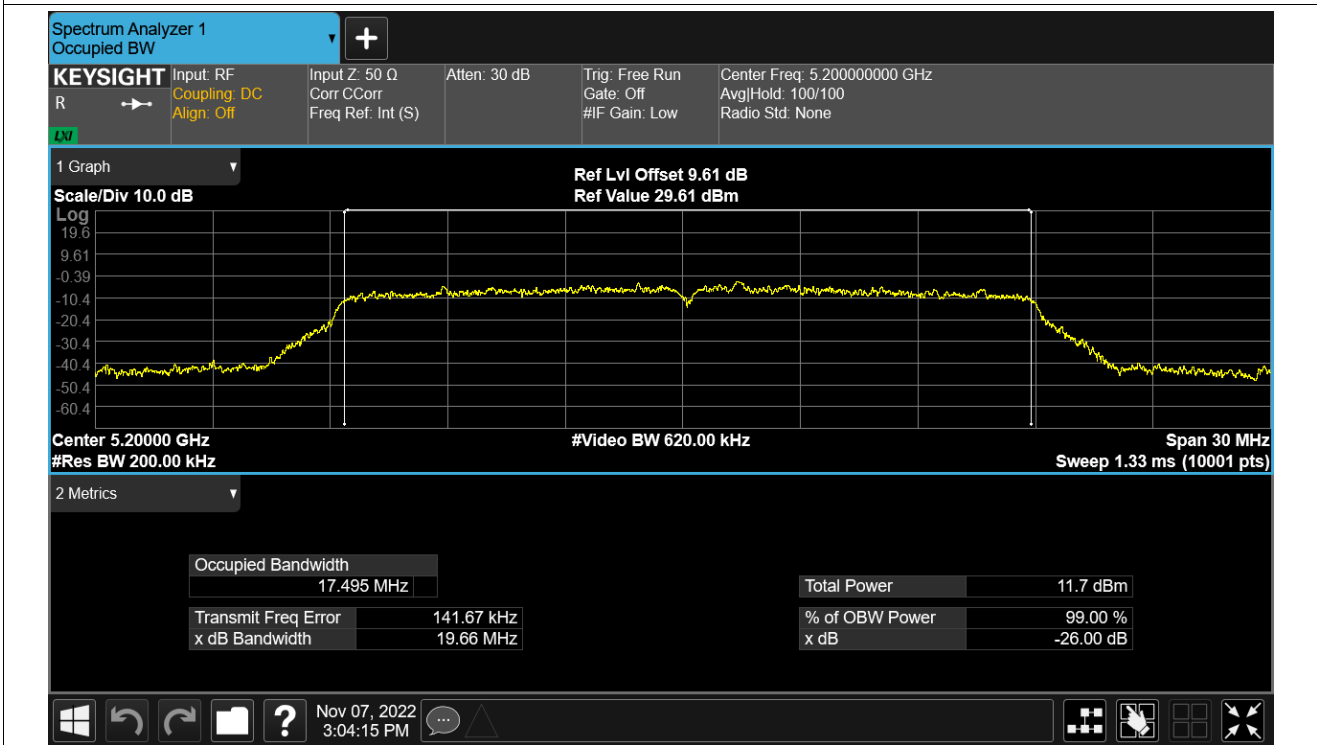 Spectrum Analyzer 1
Occupied BW
+
KEYSIGHT
R
LXI
Input: RF
Coupling: DC
Align: Off
Input Z: 50 Ω
Corr CCorr
Freq Ref: Int (S)
Atten: 30 dB
Trig: Free Run
Gate: Off
#IF Gain: Low
Center Freq: 5.200000000 GHz
Avg|Hold: 100/100
Radio Std: None
1 Graph
Scale/Div 10.0 dB
Ref Lvl Offset 9.61 dB
Ref Value 29.61 dBm
Log
19.6
9.61
-0.39
-10.4
-20.4
-30.4
-40.4
-50.4
-60.4
Center 5.20000 GHz
#Res BW 200.00 kHz
#Video BW 620.00 kHz
Span 30 MHz
Sweep 1.33 ms (10001 pts)
2 Metrics
Occupied Bandwidth
17.495 MHz
Transmit Freq Error 141.67 kHz
x dB Bandwidth 19.66 MHz
Total Power 11.7 dBm
% of OBW Power 99.00 %
x dB -26.00 dB
?
Nov 07, 2022
3:04:15 PM